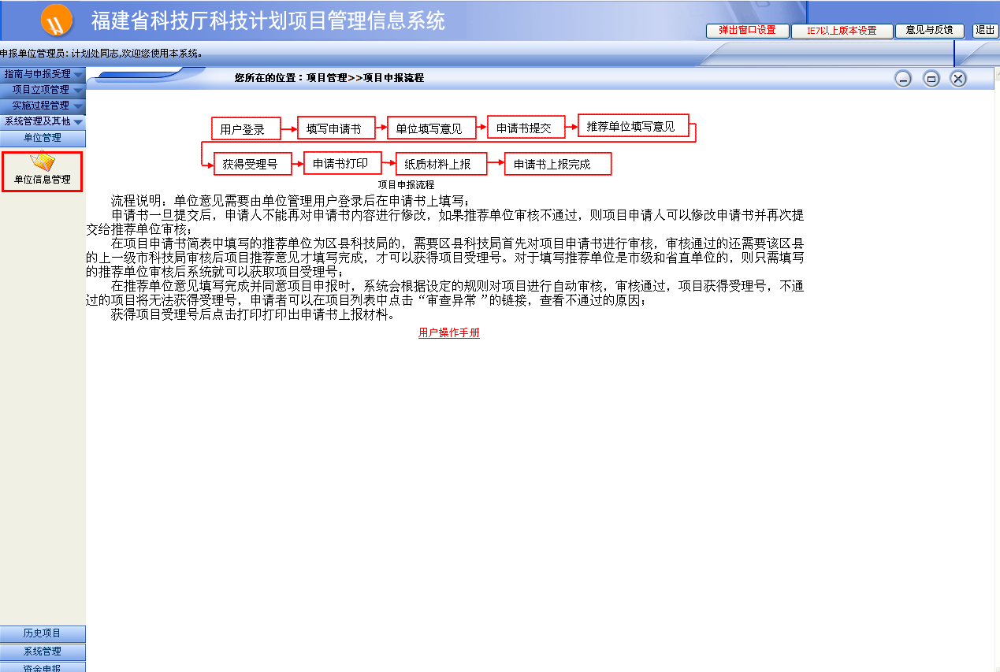 福建省科技厅科技计划项目管理信息系统
弹出窗口设置
IE7以上版本设置
意见与反馈
退出
申报单位管理员: 计划处同志,欢迎您使用本系统。
指南与申报受理
项目立项管理
实施过程管理
系统管理及其他
单位管理
单位信息管理
历史项目
系统管理
资金申报
您所在的位置：项目管理>>项目申报流程
用户登录
填写申请书
单位填写意见
申请书提交
推荐单位填写意见
获得受理号
申请书打印
纸质材料上报
申请书上报完成
项目申报流程
流程说明：单位意见需要由单位管理用户登录后在申请书上填写；
申请书一旦提交后，申请人不能再对申请书内容进行修改，如果推荐单位审核不通过，则项目申请人可以修改申请书并再次提
交给推荐单位审核；
在项目申请书简表中填写的推荐单位为区县科技局的，需要区县科技局首先对项目申请书进行审核，审核通过的还需要该区县
的上一级市科技局审核后项目推荐意见才填写完成，才可以获得项目受理号。对于填写推荐单位是市级和省直单位的，则只需填写
的推荐单位审核后系统就可以获取项目受理号；
在推荐单位意见填写完成并同意项目申报时，系统会根据设定的规则对项目进行自动审核，审核通过，项目获得受理号，不通
过的项目将无法获得受理号，申请者可以在项目列表中点击“审查异常”的链接，查看不通过的原因；
获得项目受理号后点击打印打印出申请书上报材料。
用户操作手册